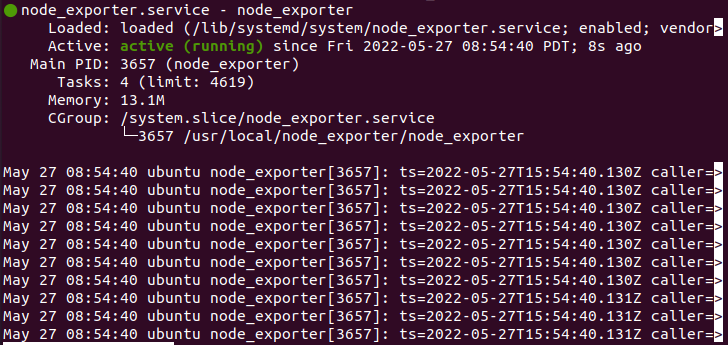 ● node_exporter.service - node_exporter
Loaded: loaded (/lib/systemd/system/node_exporter.service; enabled; vendor>
Active: active (running) since Fri 2022-05-27 08:54:40 PDT; 8s ago
Main PID: 3657 (node_exporter)
Tasks: 4 (limit: 4619)
Memory: 13.1M
CGroup: /system.slice/node_exporter.service
└─3657 /usr/local/node_exporter/node_exporter
May 27 08:54:40 ubuntu node_exporter[3657]: ts=2022-05-27T15:54:40.130Z caller=>
May 27 08:54:40 ubuntu node_exporter[3657]: ts=2022-05-27T15:54:40.130Z caller=>
May 27 08:54:40 ubuntu node_exporter[3657]: ts=2022-05-27T15:54:40.130Z caller=>
May 27 08:54:40 ubuntu node_exporter[3657]: ts=2022-05-27T15:54:40.130Z caller=>
May 27 08:54:40 ubuntu node_exporter[3657]: ts=2022-05-27T15:54:40.130Z caller=>
May 27 08:54:40 ubuntu node_exporter[3657]: ts=2022-05-27T15:54:40.130Z caller=>
May 27 08:54:40 ubuntu node_exporter[3657]: ts=2022-05-27T15:54:40.130Z caller=>
May 27 08:54:40 ubuntu node_exporter[3657]: ts=2022-05-27T15:54:40.131Z caller=>
May 27 08:54:40 ubuntu node_exporter[3657]: ts=2022-05-27T15:54:40.131Z caller=>
May 27 08:54:40 ubuntu node_exporter[3657]: ts=2022-05-27T15:54:40.131Z caller=>